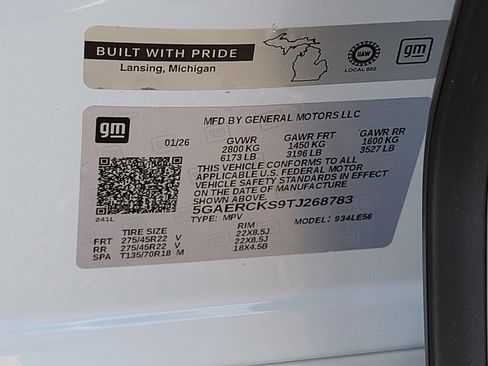 BUILT WITH PRIDE
Lansing, Michigan
UAW
LOCAL 602
gm
gm
MFD BY GENERAL MOTORS LLC
01/26 GVWR GAWR FRT GAWR RR
2800 KG 1450 KG 1600 KG
6173 LB 3196 LB 3527 LB
THIS VEHICLE CONFORMS TO ALL
APPLICABLE U.S. FEDERAL MOTOR
VEHICLE SAFETY STANDARDS IN EFFECT
ON THE DATE OF MANUFACTURE
SHOWN ABOVE.
5GAERCKS9TJ268783
TYPE: MPV MODEL: 934LE56
241L
TIRE SIZE RIM
FRT 275/45R22 V 22X8.5J
RR 275/45R22 V 22X8.5J
SPA T135/70R18 M 18X4.5B